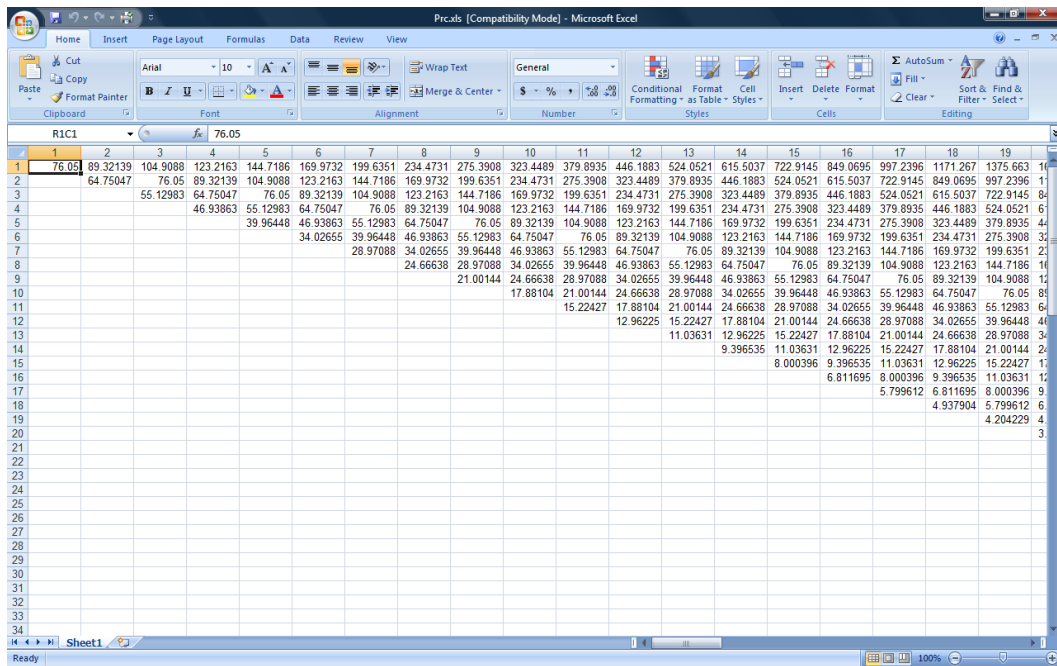 Prc.xls [Compatibility Mode] - Microsoft Excel
Home Insert Page Layout Formulas Data Review View
Paste
Cut
Copy
Format Painter
Clipboard
Arial 10
B I U
Font
Wrap Text
Merge & Center
Alignment
General
$ % ,
Number
Conditional Formatting
Format as Table
Cell Styles
Styles
Insert Delete Format
Cells
Σ AutoSum
Fill
Clear
Sort & Filter
Find & Select
Editing
R1C1 fx 76.05
1 2 3 4 5 6 7 8 9 10 11 12 13 14 15 16 17 18 19
1 76.05 89.32139 104.9088 123.2163 144.7186 169.9732 199.6351 234.4731 275.3908 323.4489 379.8935 446.1883 524.0521 615.5037 722.9145 849.0695 997.2396 1171.267 1375.663
2 64.75047 76.05 89.32139 104.9088 123.2163 144.7186 169.9732 199.6351 234.4731 275.3908 323.4489 379.8935 446.1883 524.0521 615.5037 722.9145 849.0695 997.2396
3 55.12983 64.75047 76.05 89.32139 104.9088 123.2163 144.7186 169.9732 199.6351 234.4731 275.3908 323.4489 379.8935 446.1883 524.0521 615.5037 722.9145
4 46.93863 55.12983 64.75047 76.05 89.32139 104.9088 123.2163 144.7186 169.9732 199.6351 234.4731 275.3908 323.4489 379.8935 446.1883 524.0521
5 39.96448 46.93863 55.12983 64.75047 76.05 89.32139 104.9088 123.2163 144.7186 169.9732 199.6351 234.4731 275.3908 323.4489 379.8935
6 34.02655 39.96448 46.93863 55.12983 64.75047 76.05 89.32139 104.9088 123.2163 144.7186 169.9732 199.6351 234.4731 275.3908
7 28.97088 34.02655 39.96448 46.93863 55.12983 64.75047 76.05 89.32139 104.9088 123.2163 144.7186 169.9732 199.6351
8 24.66638 28.97088 34.02655 39.96448 46.93863 55.12983 64.75047 76.05 89.32139 104.9088 123.2163 144.7186
9 21.00144 24.66638 28.97088 34.02655 39.96448 46.93863 55.12983 64.75047 76.05 89.32139 104.9088
10 17.88104 21.00144 24.66638 28.97088 34.02655 39.96448 46.93863 55.12983 64.75047 76.05
11 15.22427 17.88104 21.00144 24.66638 28.97088 34.02655 39.96448 46.93863 55.12983
12 12.96225 15.22427 17.88104 21.00144 24.66638 28.97088 34.02655 39.96448
13 11.03631 12.96225 15.22427 17.88104 21.00144 24.66638 28.97088
14 9.396535 11.03631 12.96225 15.22427 17.88104 21.00144
15 8.000396 9.396535 11.03631 12.96225 15.22427
16 6.811695 8.000396 9.396535 11.03631
17 5.799612 6.811695 8.000396
18 4.937904 5.799612
19 4.204229
20
21
22
23
24
25
26
27
28
29
30
31
32
33
34
Sheet1
Ready 100%